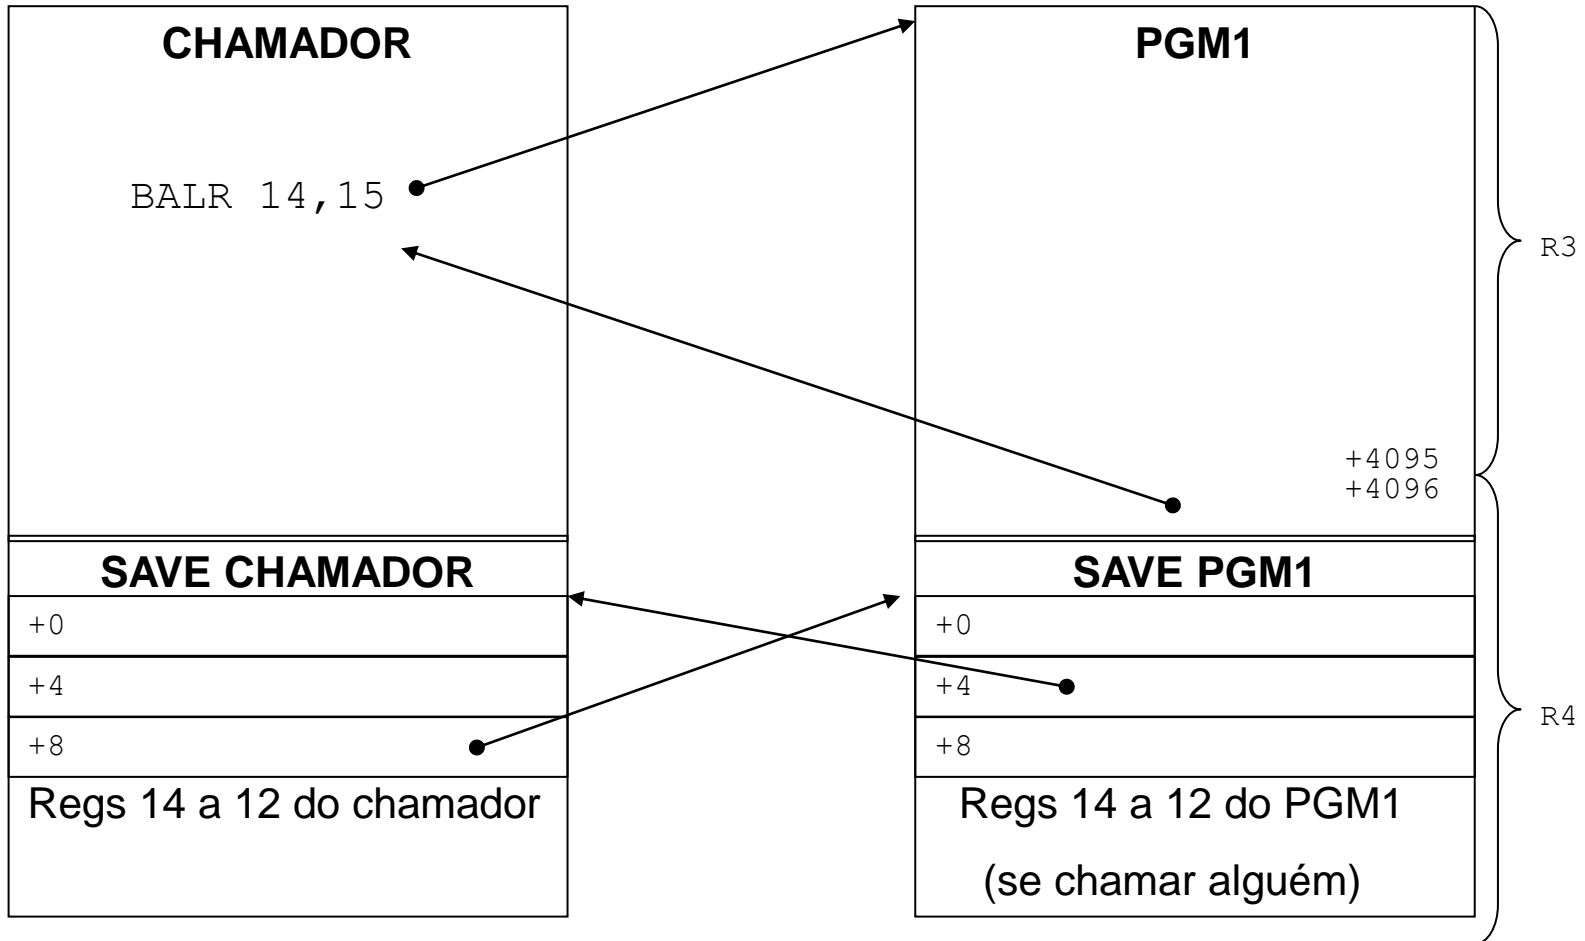 CHAMADOR
BALR 14,15
SAVE CHAMADOR
+0
+4
+8
Regs 14 a 12 do chamador
PGM1
+4095
+4096
SAVE PGM1
+0
+4
+8
Regs 14 a 12 do PGM1
(se chamar alguém)
R3
R4